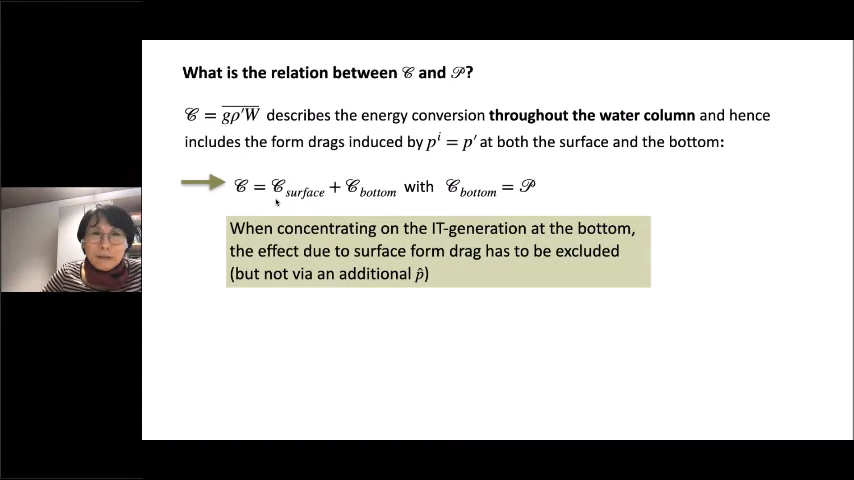 What is the relation between 𝒞 and 𝒫?
𝒞 = \overline{gρ′W} describes the energy conversion throughout the water column and hence
includes the form drags induced by pⁱ = p′ at both the surface and the bottom:
𝒞 = 𝒞_surface + 𝒞_bottom with 𝒞_bottom = 𝒫
When concentrating on the IT-generation at the bottom,
the effect due to surface form drag has to be excluded
(but not via an additional p̂)